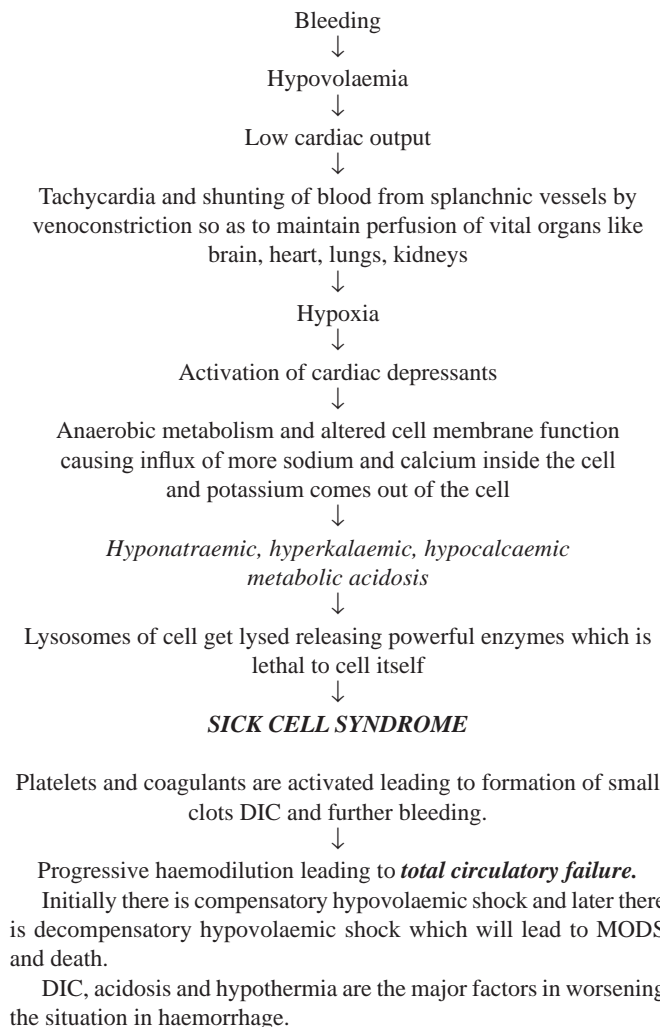 Bleeding
↓
Hypovolaemia
↓
Low cardiac output
↓
Tachycardia and shunting of blood from splanchnic vessels by
venoconstriction so as to maintain perfusion of vital organs like
brain, heart, lungs, kidneys
↓
Hypoxia
↓
Activation of cardiac depressants
↓
Anaerobic metabolism and altered cell membrane function
causing influx of more sodium and calcium inside the cell
and potassium comes out of the cell
↓
Hyponatraemic, hyperkalaemic, hypocalcaemic
metabolic acidosis
↓
Lysosomes of cell get lysed releasing powerful enzymes which is
lethal to cell itself
↓
SICK CELL SYNDROME
Platelets and coagulants are activated leading to formation of small
clots DIC and further bleeding.
↓
Progressive haemodilution leading to total circulatory failure.
Initially there is compensatory hypovolaemic shock and later there
is decompensatory hypovolaemic shock which will lead to MODS
and death.
DIC, acidosis and hypothermia are the major factors in worsening
the situation in haemorrhage.